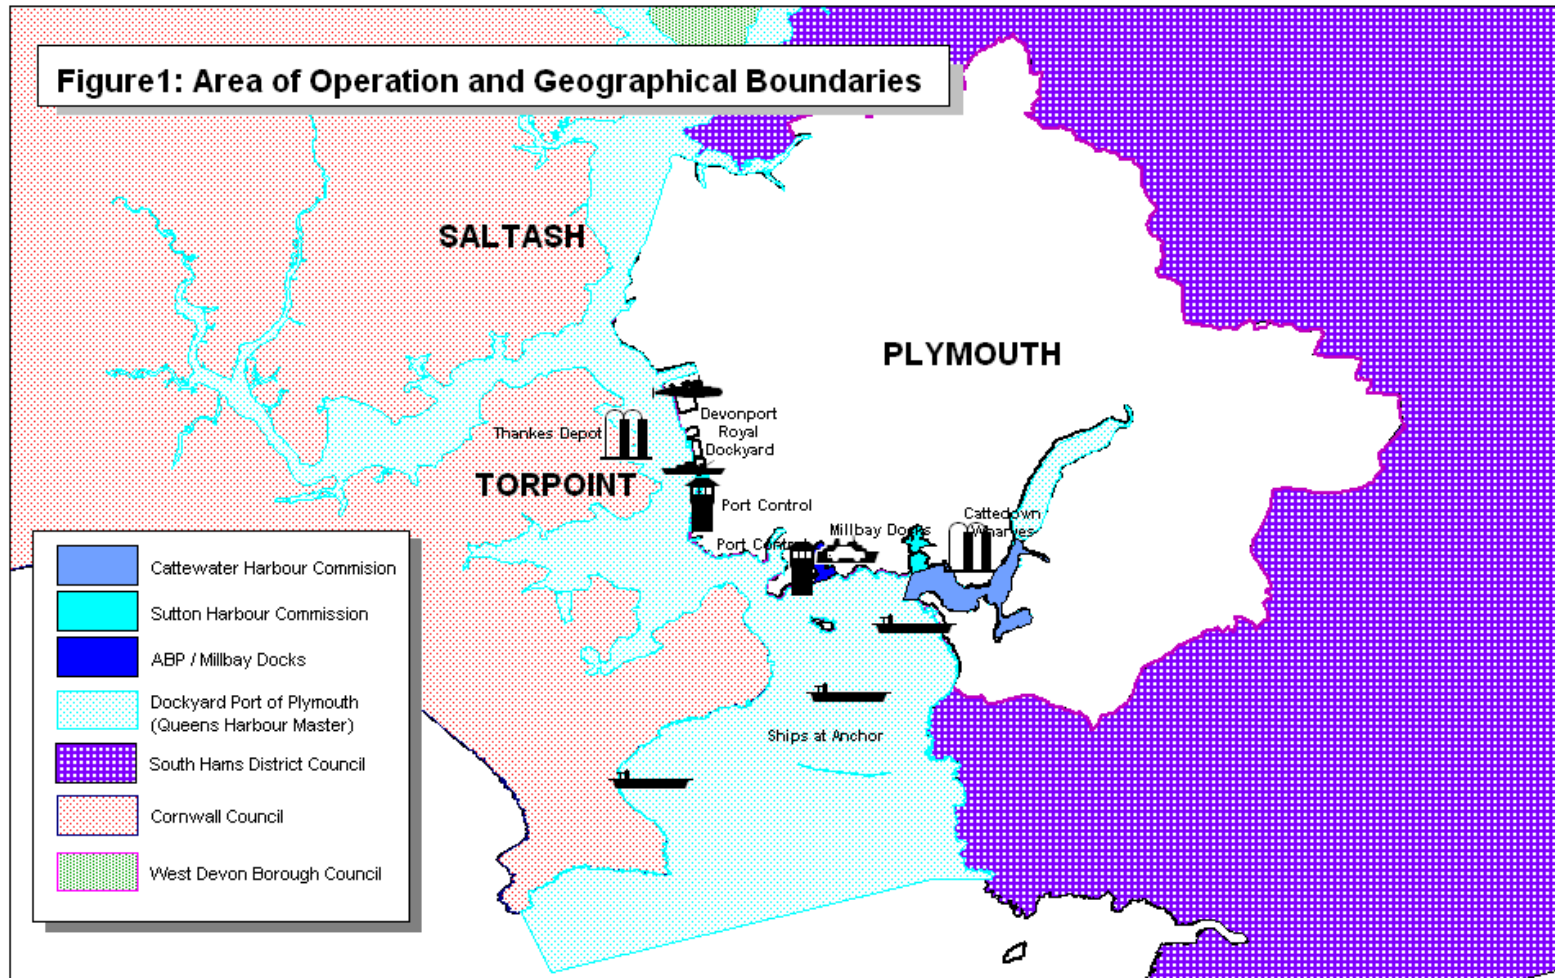 Figure1: Area of Operation and Geographical Boundaries
SALTASH
PLYMOUTH
Devonport
Royal
Dockyard
Thankes Depot
TORPOINT
Port Control
Port Control
Millbay Docks
Cattedown
Wharves
Ships at Anchor
Cattewater Harbour Commision
Sutton Harbour Commission
ABP / Millbay Docks
Dockyard Port of Plymouth
(Queens Harbour Master)
South Hams District Council
Cornwall Council
West Devon Borough Council